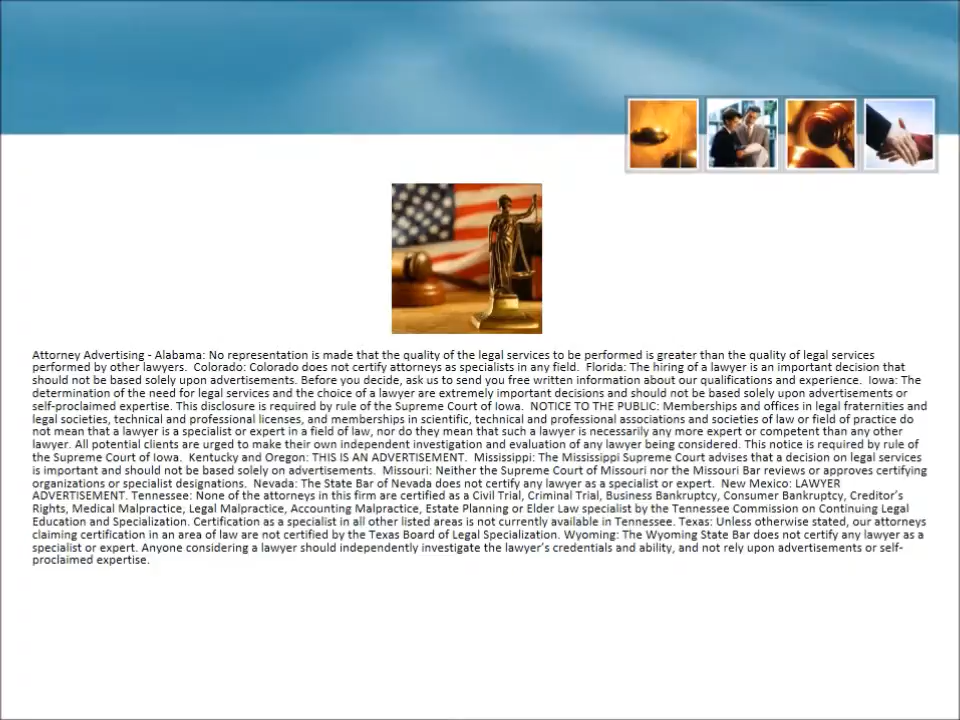 Attorney Advertising - Alabama: No representation is made that the quality of the legal services to be performed is greater than the quality of legal services
performed by other lawyers.  Colorado: Colorado does not certify attorneys as specialists in any field.  Florida: The hiring of a lawyer is an important decision that
should not be based solely upon advertisements. Before you decide, ask us to send you free written information about our qualifications and experience.  Iowa: The
determination of the need for legal services and the choice of a lawyer are extremely important decisions and should not be based solely upon advertisements or
self-proclaimed expertise. This disclosure is required by rule of the Supreme Court of Iowa.  NOTICE TO THE PUBLIC: Memberships and offices in legal fraternities and
legal societies, technical and professional licenses, and memberships in scientific, technical and professional associations and societies of law or field of practice do
not mean that a lawyer is a specialist or expert in a field of law, nor do they mean that such a lawyer is necessarily any more expert or competent than any other
lawyer. All potential clients are urged to make their own independent investigation and evaluation of any lawyer being considered. This notice is required by rule of
the Supreme Court of Iowa.  Kentucky and Oregon: THIS IS AN ADVERTISEMENT.  Mississippi: The Mississippi Supreme Court advises that a decision on legal services
is important and should not be based solely on advertisements.  Missouri: Neither the Supreme Court of Missouri nor the Missouri Bar reviews or approves certifying
organizations or specialist designations.  Nevada: The State Bar of Nevada does not certify any lawyer as a specialist or expert.  New Mexico: LAWYER
ADVERTISEMENT. Tennessee: None of the attorneys in this firm are certified as a Civil Trial, Criminal Trial, Business Bankruptcy, Consumer Bankruptcy, Creditor's
Rights, Medical Malpractice, Legal Malpractice, Accounting Malpractice, Estate Planning or Elder Law specialist by the Tennessee Commission on Continuing Legal
Education and Specialization. Certification as a specialist in all other listed areas is not currently available in Tennessee. Texas: Unless otherwise stated, our attorneys
claiming certification in an area of law are not certified by the Texas Board of Legal Specialization. Wyoming: The Wyoming State Bar does not certify any lawyer as a
specialist or expert. Anyone considering a lawyer should independently investigate the lawyer's credentials and ability, and not rely upon advertisements or self-
proclaimed expertise.